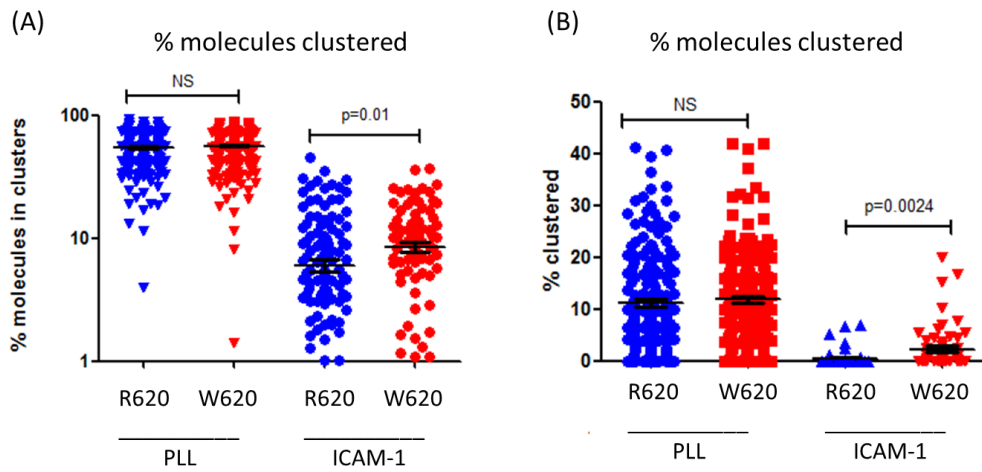 (A)
% molecules clustered
NS
p=0.01
% molecules in clusters
100
10
1
R620 W620 R620 W620
PLL ICAM-1
(B)
% molecules clustered
NS
p=0.0024
% clustered
50
40
30
20
10
0
R620 W620 R620 W620
PLL ICAM-1